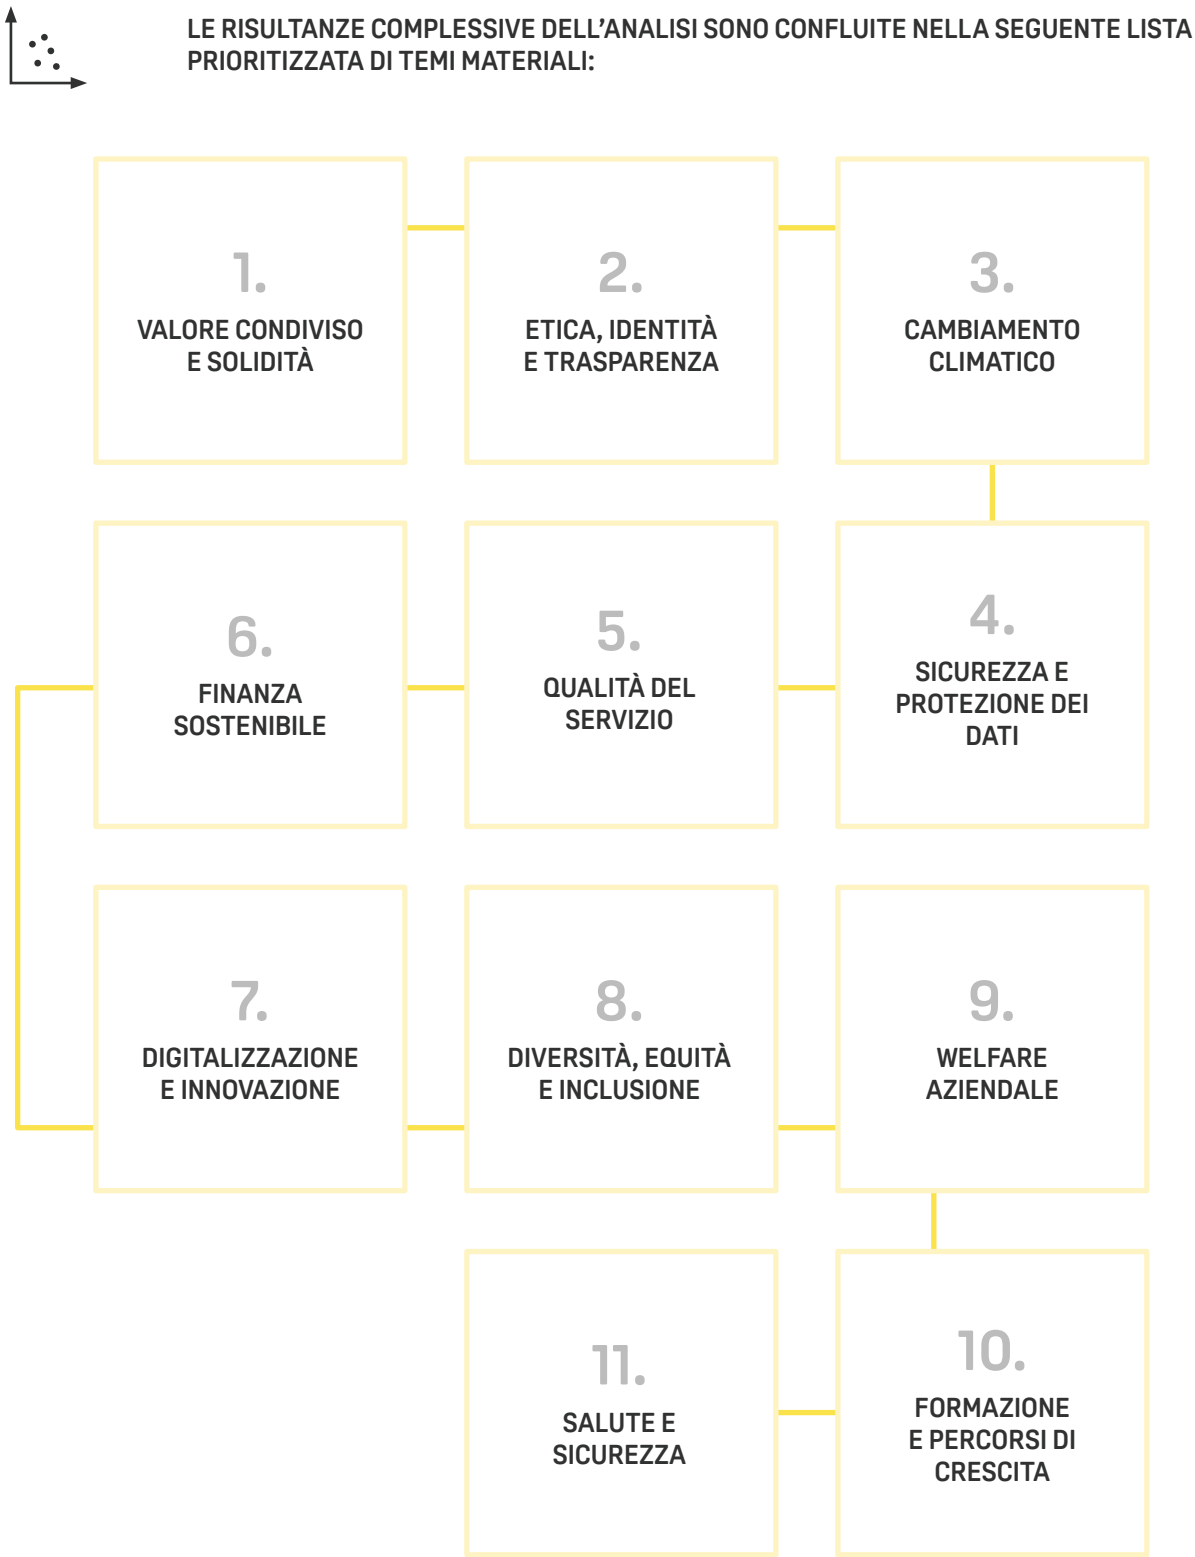 LE RISULTANZE COMPLESSIVE DELL’ANALISI SONO CONFLUITE NELLA SEGUENTE LISTA
PRIORITIZZATA DI TEMI MATERIALI:
1.
VALORE CONDIVISO
E SOLIDITÀ
2.
ETICA, IDENTITÀ
E TRASPARENZA
3.
CAMBIAMENTO
CLIMATICO
4.
SICUREZZA E
PROTEZIONE DEI
DATI
5.
QUALITÀ DEL
SERVIZIO
6.
FINANZA
SOSTENIBILE
7.
DIGITALIZZAZIONE
E INNOVAZIONE
8.
DIVERSITÀ, EQUITÀ
E INCLUSIONE
9.
WELFARE
AZIENDALE
10.
FORMAZIONE
E PERCORSI DI
CRESCITA
11.
SALUTE E
SICUREZZA